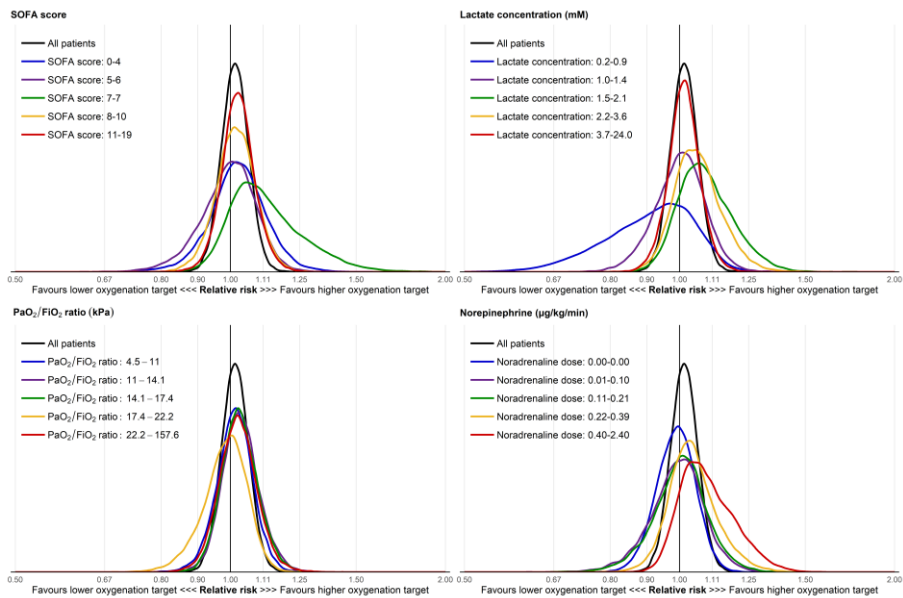 SOFA score
All patients
SOFA score: 0-4
SOFA score: 5-6
SOFA score: 7-7
SOFA score: 8-10
SOFA score: 11-19
0.50 0.67 0.80 0.90 1.00 1.11 1.25 1.50 2.00
Favours lower oxygenation target <<< Relative risk >>> Favours higher oxygenation target
Lactate concentration (mM)
All patients
Lactate concentration: 0.2-0.9
Lactate concentration: 1.0-1.4
Lactate concentration: 1.5-2.1
Lactate concentration: 2.2-3.6
Lactate concentration: 3.7-24.0
0.50 0.67 0.80 0.90 1.00 1.11 1.25 1.50 2.00
Favours lower oxygenation target <<< Relative risk >>> Favours higher oxygenation target
PaO₂/FiO₂ ratio (kPa)
All patients
PaO₂/FiO₂ ratio : 4.5 – 11
PaO₂/FiO₂ ratio : 11 – 14.1
PaO₂/FiO₂ ratio : 14.1 – 17.4
PaO₂/FiO₂ ratio : 17.4 – 22.2
PaO₂/FiO₂ ratio : 22.2 – 157.6
0.50 0.67 0.80 0.90 1.00 1.11 1.25 1.50 2.00
Favours lower oxygenation target <<< Relative risk >>> Favours higher oxygenation target
Norepinephrine (µg/kg/min)
All patients
Noradrenaline dose: 0.00-0.00
Noradrenaline dose: 0.01-0.10
Noradrenaline dose: 0.11-0.21
Noradrenaline dose: 0.22-0.39
Noradrenaline dose: 0.40-2.40
0.50 0.67 0.80 0.90 1.00 1.11 1.25 1.50 2.00
Favours lower oxygenation target <<< Relative risk >>> Favours higher oxygenation target